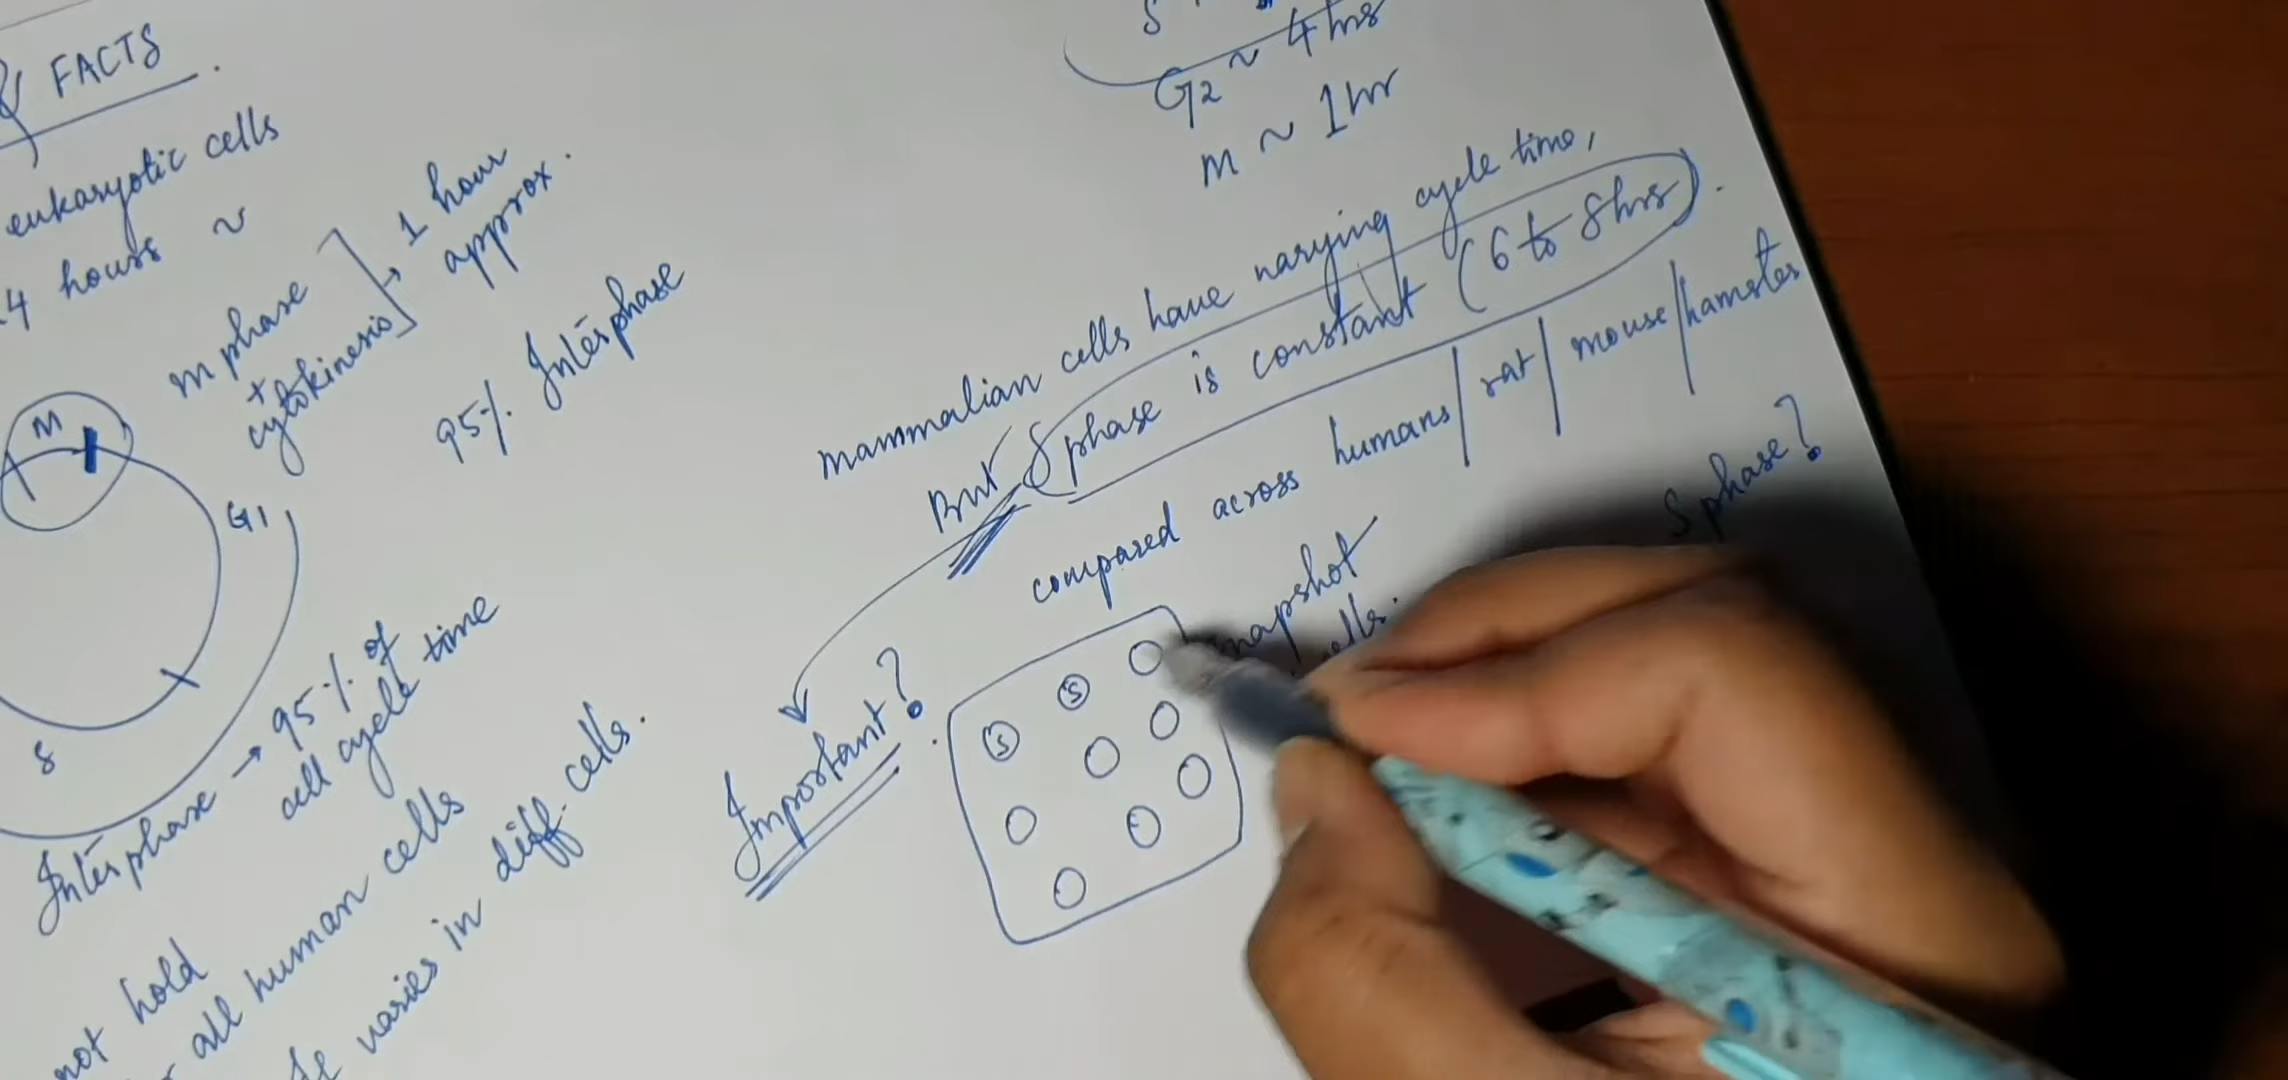 & FACTS
eukaryotic cells
4 hours ~
m phase
+
cytokinesis
1 hour
approx.
95% Interphase
M
G1
S
Interphase → 95% of
cell cycle time
not hold
all human cells
varies in diff. cells.
S
G2 ~ 4 hrs
m ~ 1 hr
mammalian cells have varying cycle time,
But S phase is constant (6 to 8 hrs).
compared across humans/ rat/ mouse/ hamster
Important?
S phase?
S
S